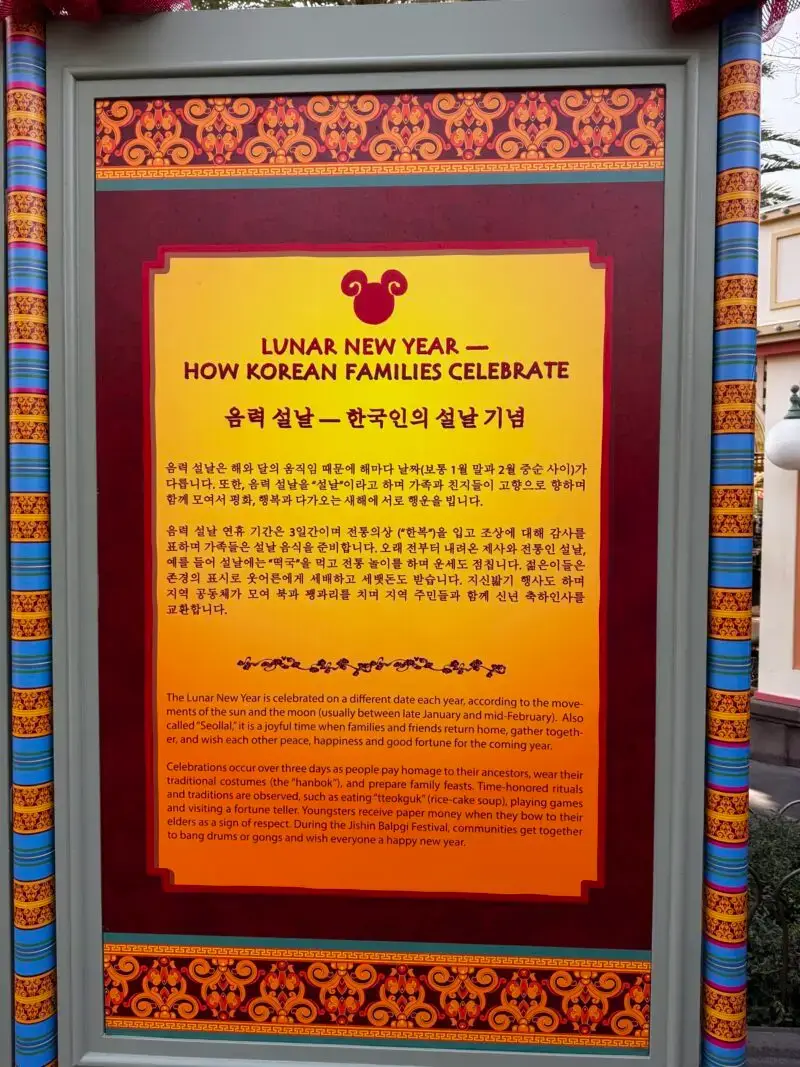 LUNAR NEW YEAR —
HOW KOREAN FAMILIES CELEBRATE
음력 설날 — 한국인의 설날 기념
음력 설날은 해와 달의 움직임 때문에 해마다 날짜(보통 1월 말과 2월 중순 사이)가
다릅니다. 또한, 음력 설날을 "설날"이라고 하며 가족과 친지들이 고향으로 향하며
함께 모여서 평화, 행복과 다가오는 새해에 서로 행운을 빕니다.
음력 설날 연휴 기간은 3일간이며 전통의상 ("한복")을 입고 조상에 대해 감사를
표하며 가족들은 설날 음식을 준비합니다. 오래 전부터 내려온 제사와 전통인 설날,
예를 들어 설날에는 "떡국"을 먹고 전통 놀이를 하며 운세도 점칩니다. 젊은이들은
존경의 표시로 웃어른에게 세배하고 세뱃돈도 받습니다. 지신밟기 행사도 하며
지역 공동체가 모여 북과 꽹과리를 치며 지역 주민들과 함께 신년 축하인사를
교환합니다.
The Lunar New Year is celebrated on a different date each year, according to the move-
ments of the sun and the moon (usually between late January and mid-February). Also
called "Seollal," it is a joyful time when families and friends return home, gather togeth-
er, and wish each other peace, happiness and good fortune for the coming year.
Celebrations occur over three days as people pay homage to their ancestors, wear their
traditional costumes (the "hanbok"), and prepare family feasts. Time-honored rituals
and traditions are observed, such as eating "tteokguk" (rice-cake soup), playing games
and visiting a fortune teller. Youngsters receive paper money when they bow to their
elders as a sign of respect. During the Jishin Balpgi Festival, communities get together
to bang drums or gongs and wish everyone a happy new year.